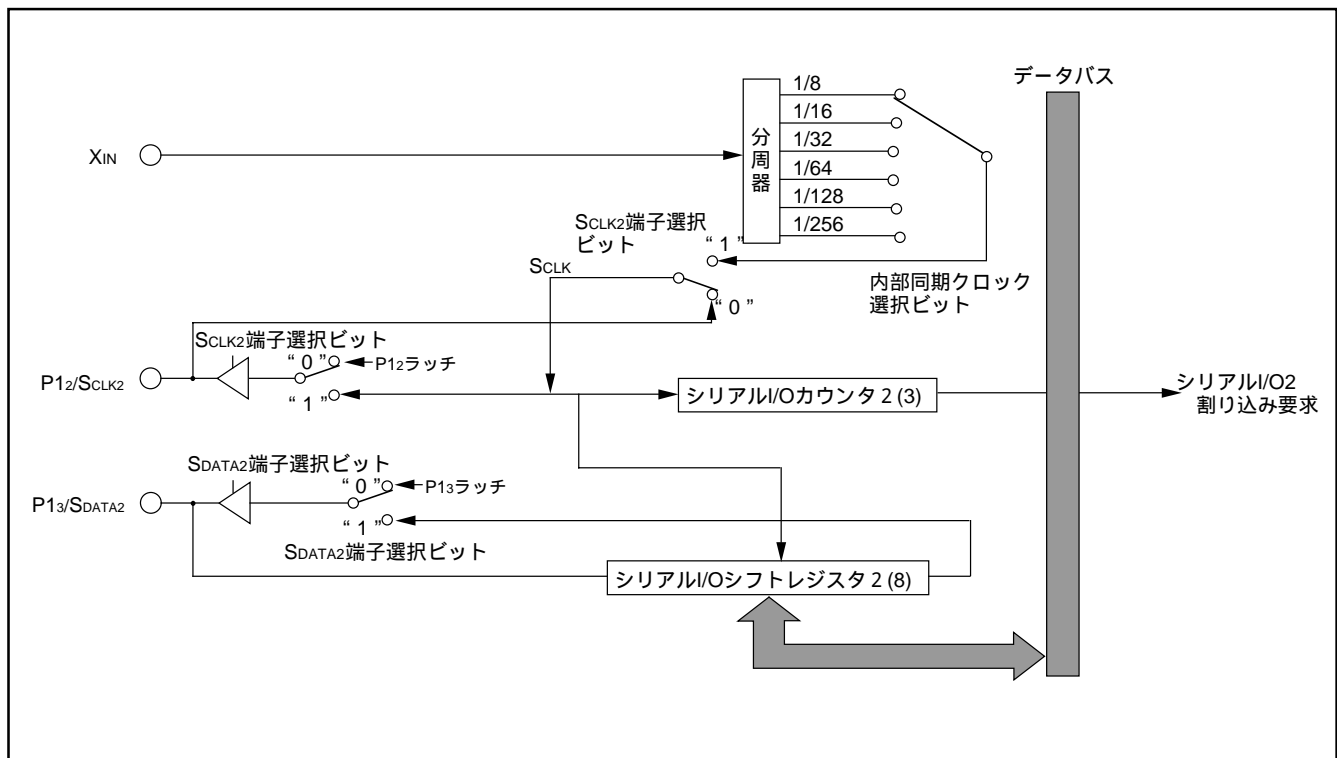 データバス
1/8
1/16
分周器
1/32
XIN
1/64
1/128
SCLK2端子選択
ビット
“ 1 ”
1/256
SCLK
内部同期クロック
選択ビット
“ 0 ”
SCLK2端子選択ビット
“ 0 ”
P12ラッチ
P12/SCLK2
“ 1 ”
シリアルI/Oカウンタ 2 (3)
シリアルI/O2
割り込み要求
SDATA2端子選択ビット
“ 0 ”
P13ラッチ
P13/SDATA2
“ 1 ”
SDATA2端子選択ビット
シリアルI/Oシフトレジスタ 2 (8)